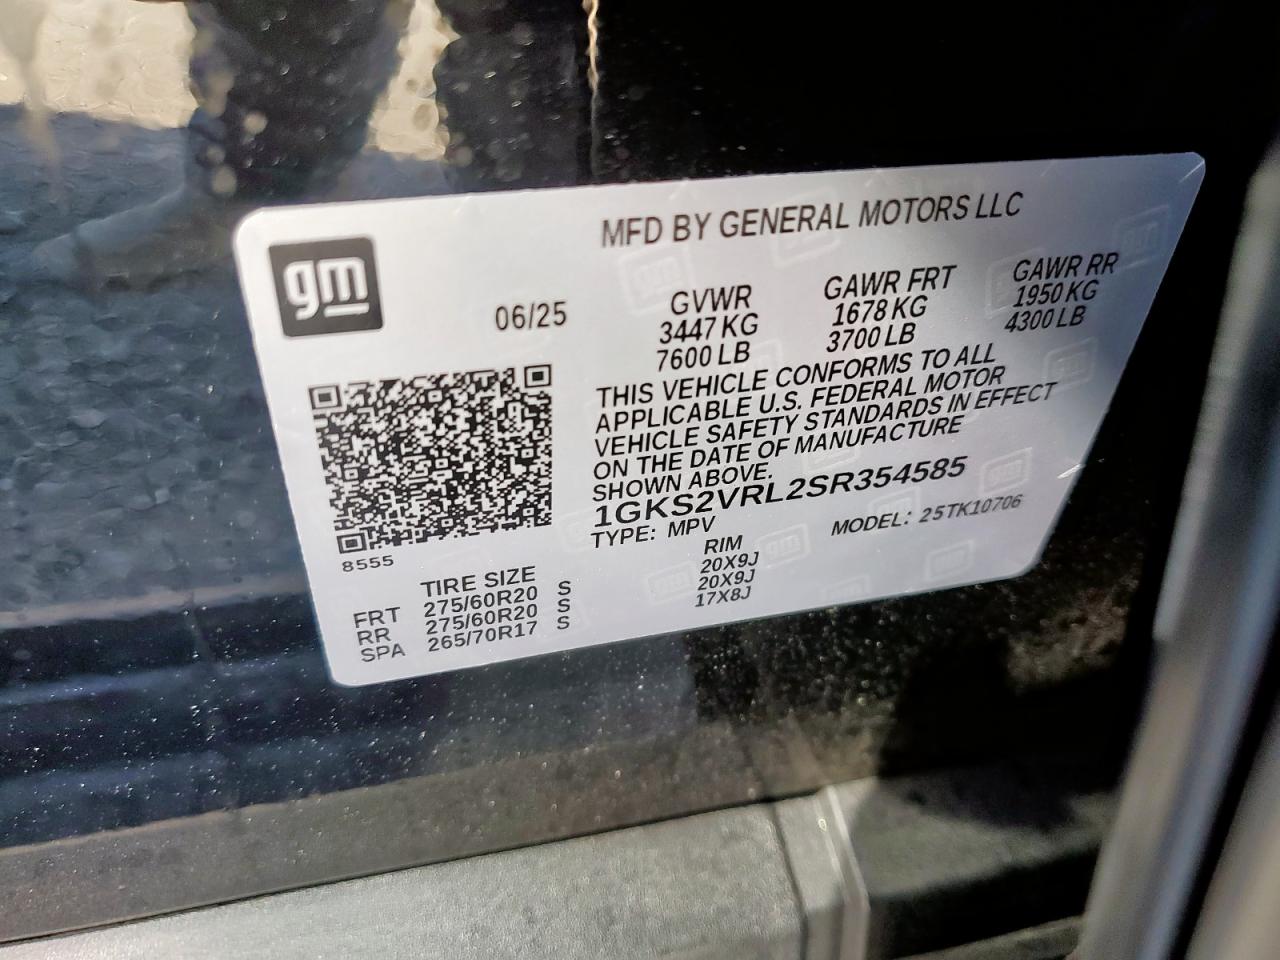 MFD BY GENERAL MOTORS LLC
gm
06/25
GVWR GAWR FRT GAWR RR
3447 KG 1678 KG 1950 KG
7600 LB 3700 LB 4300 LB
THIS VEHICLE CONFORMS TO ALL
APPLICABLE U.S. FEDERAL MOTOR
VEHICLE SAFETY STANDARDS IN EFFECT
ON THE DATE OF MANUFACTURE
SHOWN ABOVE.
1GKS2VRL2SR354585
TYPE: MPV MODEL: 25TK10706
8555
TIRE SIZE RIM
FRT 275/60R20 S 20X9J
RR 275/60R20 S 20X9J
SPA 265/70R17 S 17X8J